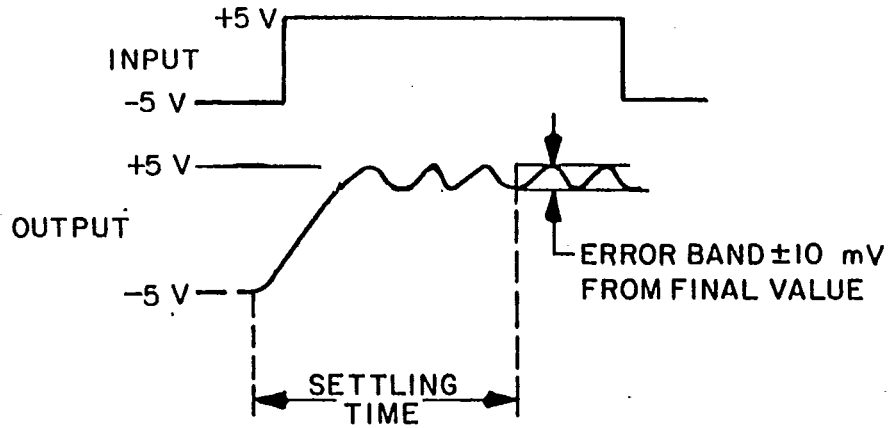 +5 V
INPUT
-5 V
+5 V
OUTPUT
-5 V
ERROR BAND ±10 mV
FROM FINAL VALUE
SETTLING
TIME